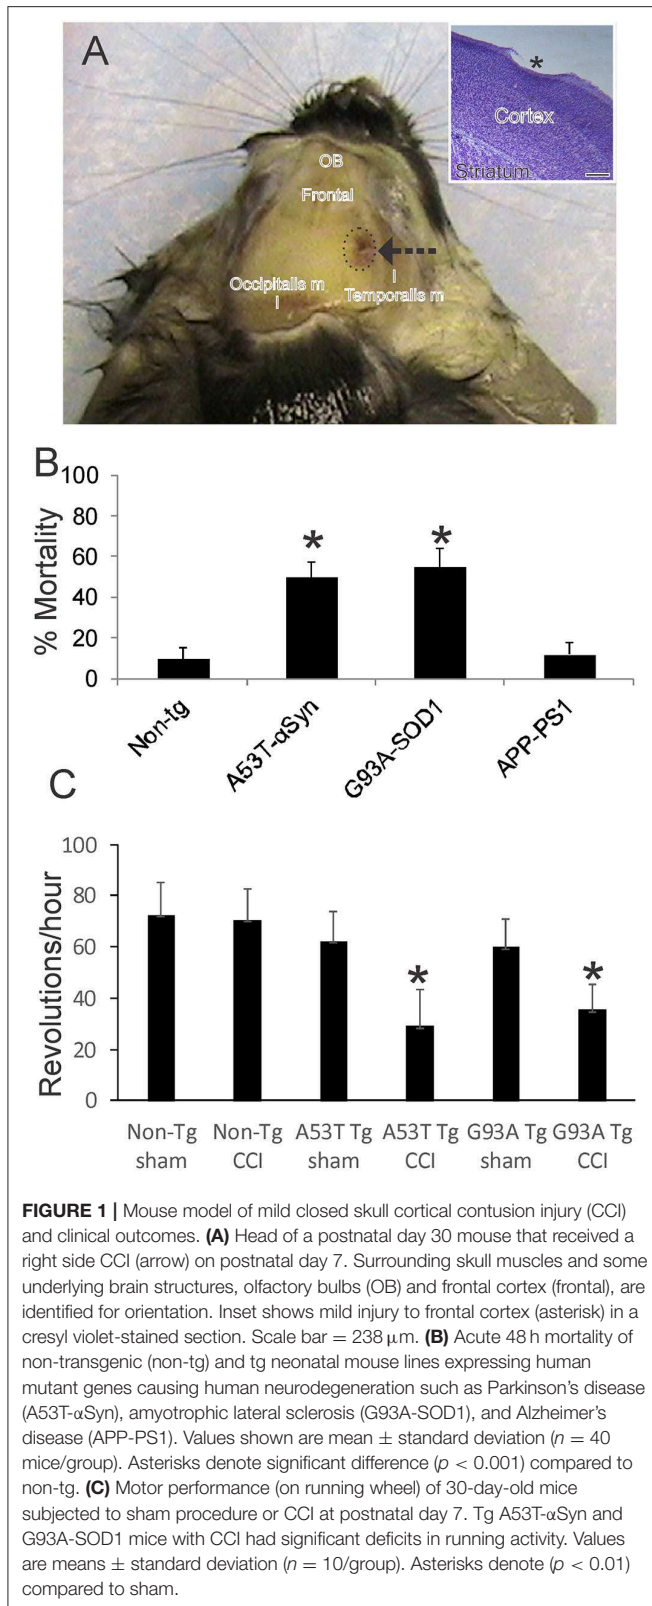 A
*
Cortex
Striatum
OB
Frontal
Occipitalis m
l
l
Temporalis m
B
% Mortality
100
80
60
40
20
0
*
*
Non-tg
A53T-αSyn
G93A-SOD1
APP-PS1
C
Revolutions/hour
100
80
60
40
20
0
*
*
Non-Tg Non-Tg A53T Tg A53T Tg G93A Tg G93A Tg
sham CCI sham CCI sham CCI
FIGURE 1 | Mouse model of mild closed skull cortical contusion injury (CCI)
and clinical outcomes. (A) Head of a postnatal day 30 mouse that received a
right side CCI (arrow) on postnatal day 7. Surrounding skull muscles and some
underlying brain structures, olfactory bulbs (OB) and frontal cortex (frontal), are
identified for orientation. Inset shows mild injury to frontal cortex (asterisk) in a
cresyl violet-stained section. Scale bar = 238 μm. (B) Acute 48 h mortality of
non-transgenic (non-tg) and tg neonatal mouse lines expressing human
mutant genes causing human neurodegeneration such as Parkinson's disease
(A53T-αSyn), amyotrophic lateral sclerosis (G93A-SOD1), and Alzheimer's
disease (APP-PS1). Values shown are mean ± standard deviation (n = 40
mice/group). Asterisks denote significant difference (p < 0.001) compared to
non-tg. (C) Motor performance (on running wheel) of 30-day-old mice
subjected to sham procedure or CCI at postnatal day 7. Tg A53T-αSyn and
G93A-SOD1 mice with CCI had significant deficits in running activity. Values
are means ± standard deviation (n = 10/group). Asterisks denote (p < 0.01)
compared to sham.